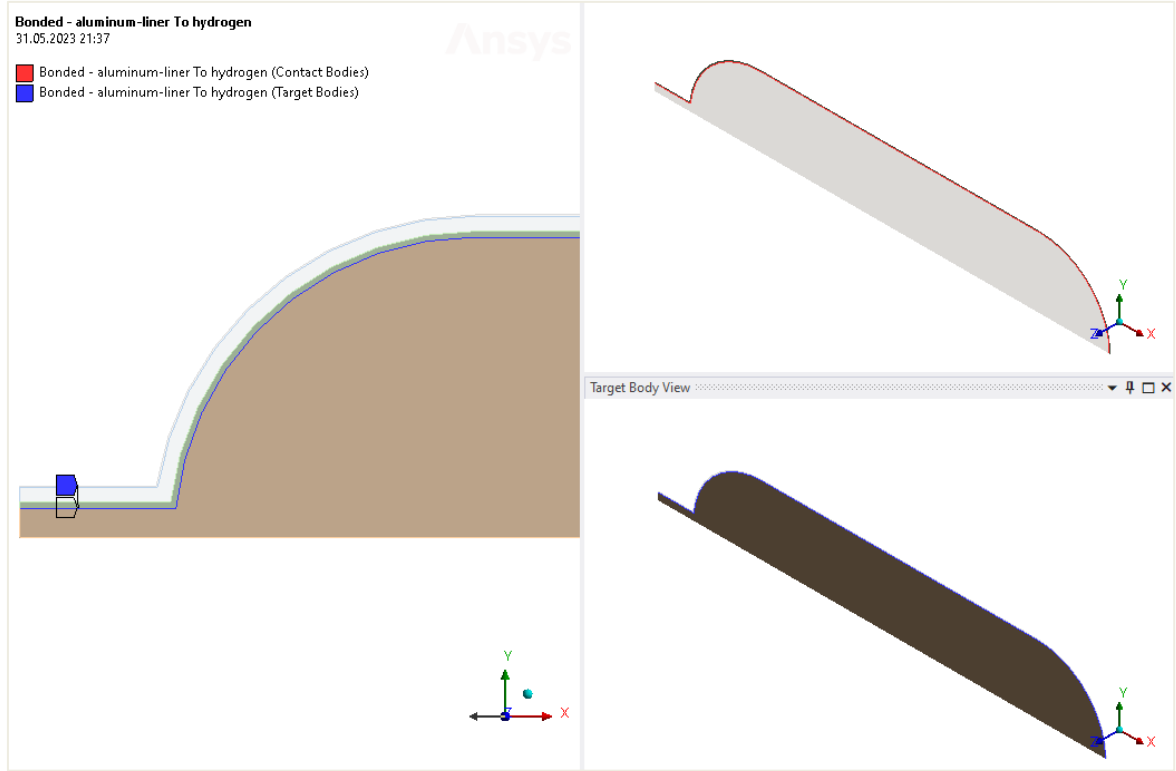 Bonded - aluminum-liner To hydrogen
31.05.2023 21:37
Bonded - aluminum-liner To hydrogen (Contact Bodies)
Bonded - aluminum-liner To hydrogen (Target Bodies)
Ansys
Y
Z
X
Target Body View
Y
Z
X
Y
Z
X